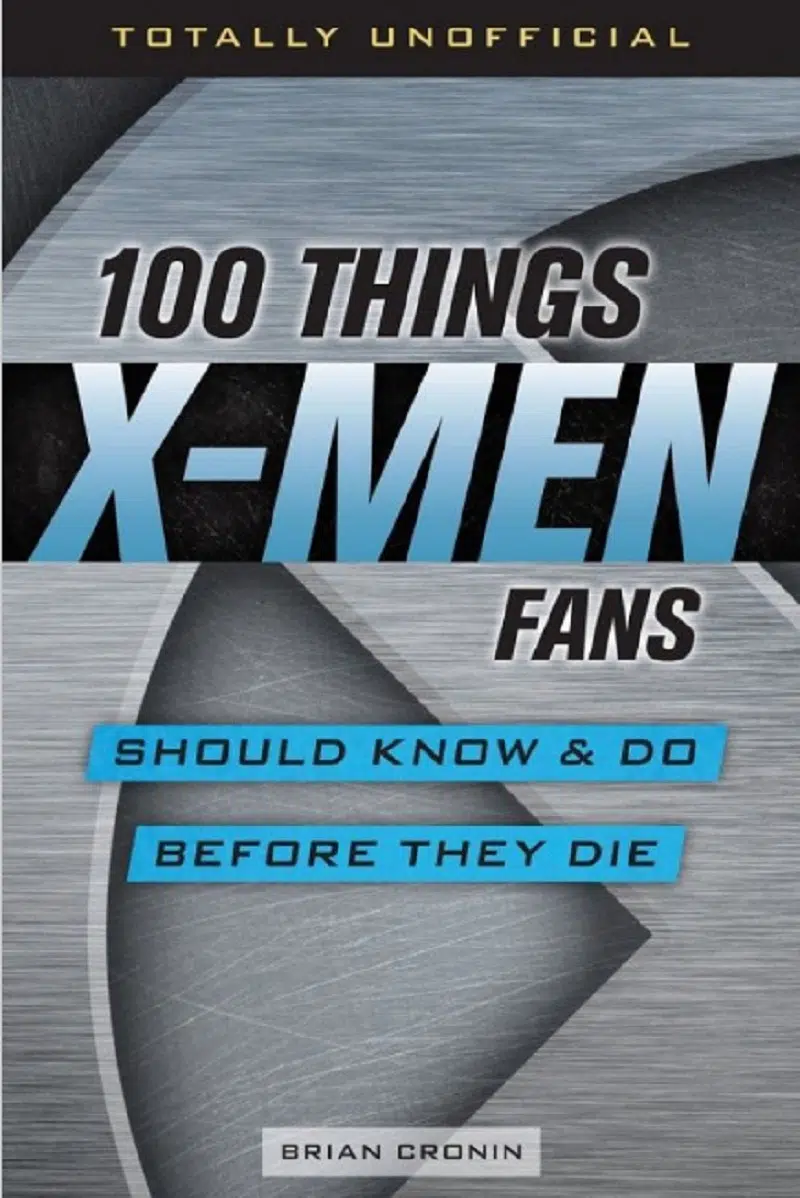 TOTALLY UNOFFICIAL
100 THINGS
X-MEN
FANS
SHOULD KNOW & DO
BEFORE THEY DIE
BRIAN CRONIN